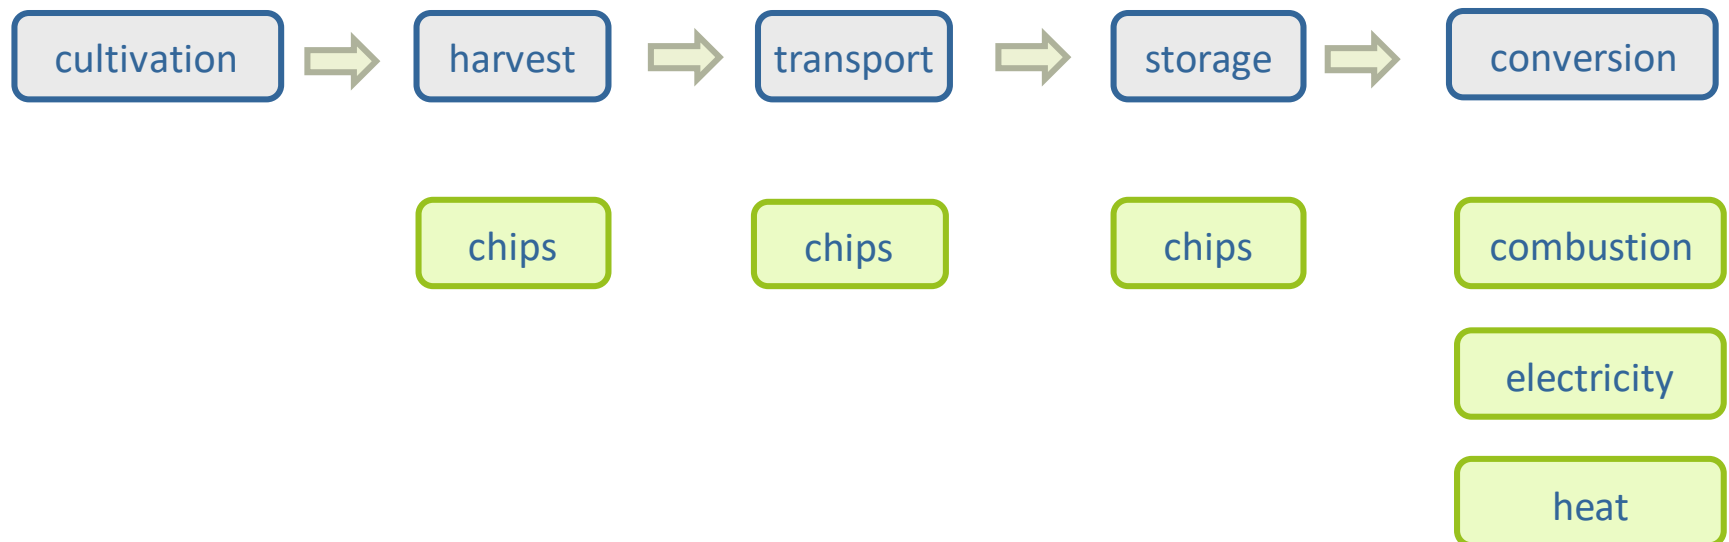 cultivation
harvest
transport
storage
conversion
chips
chips
chips
combustion
electricity
heat